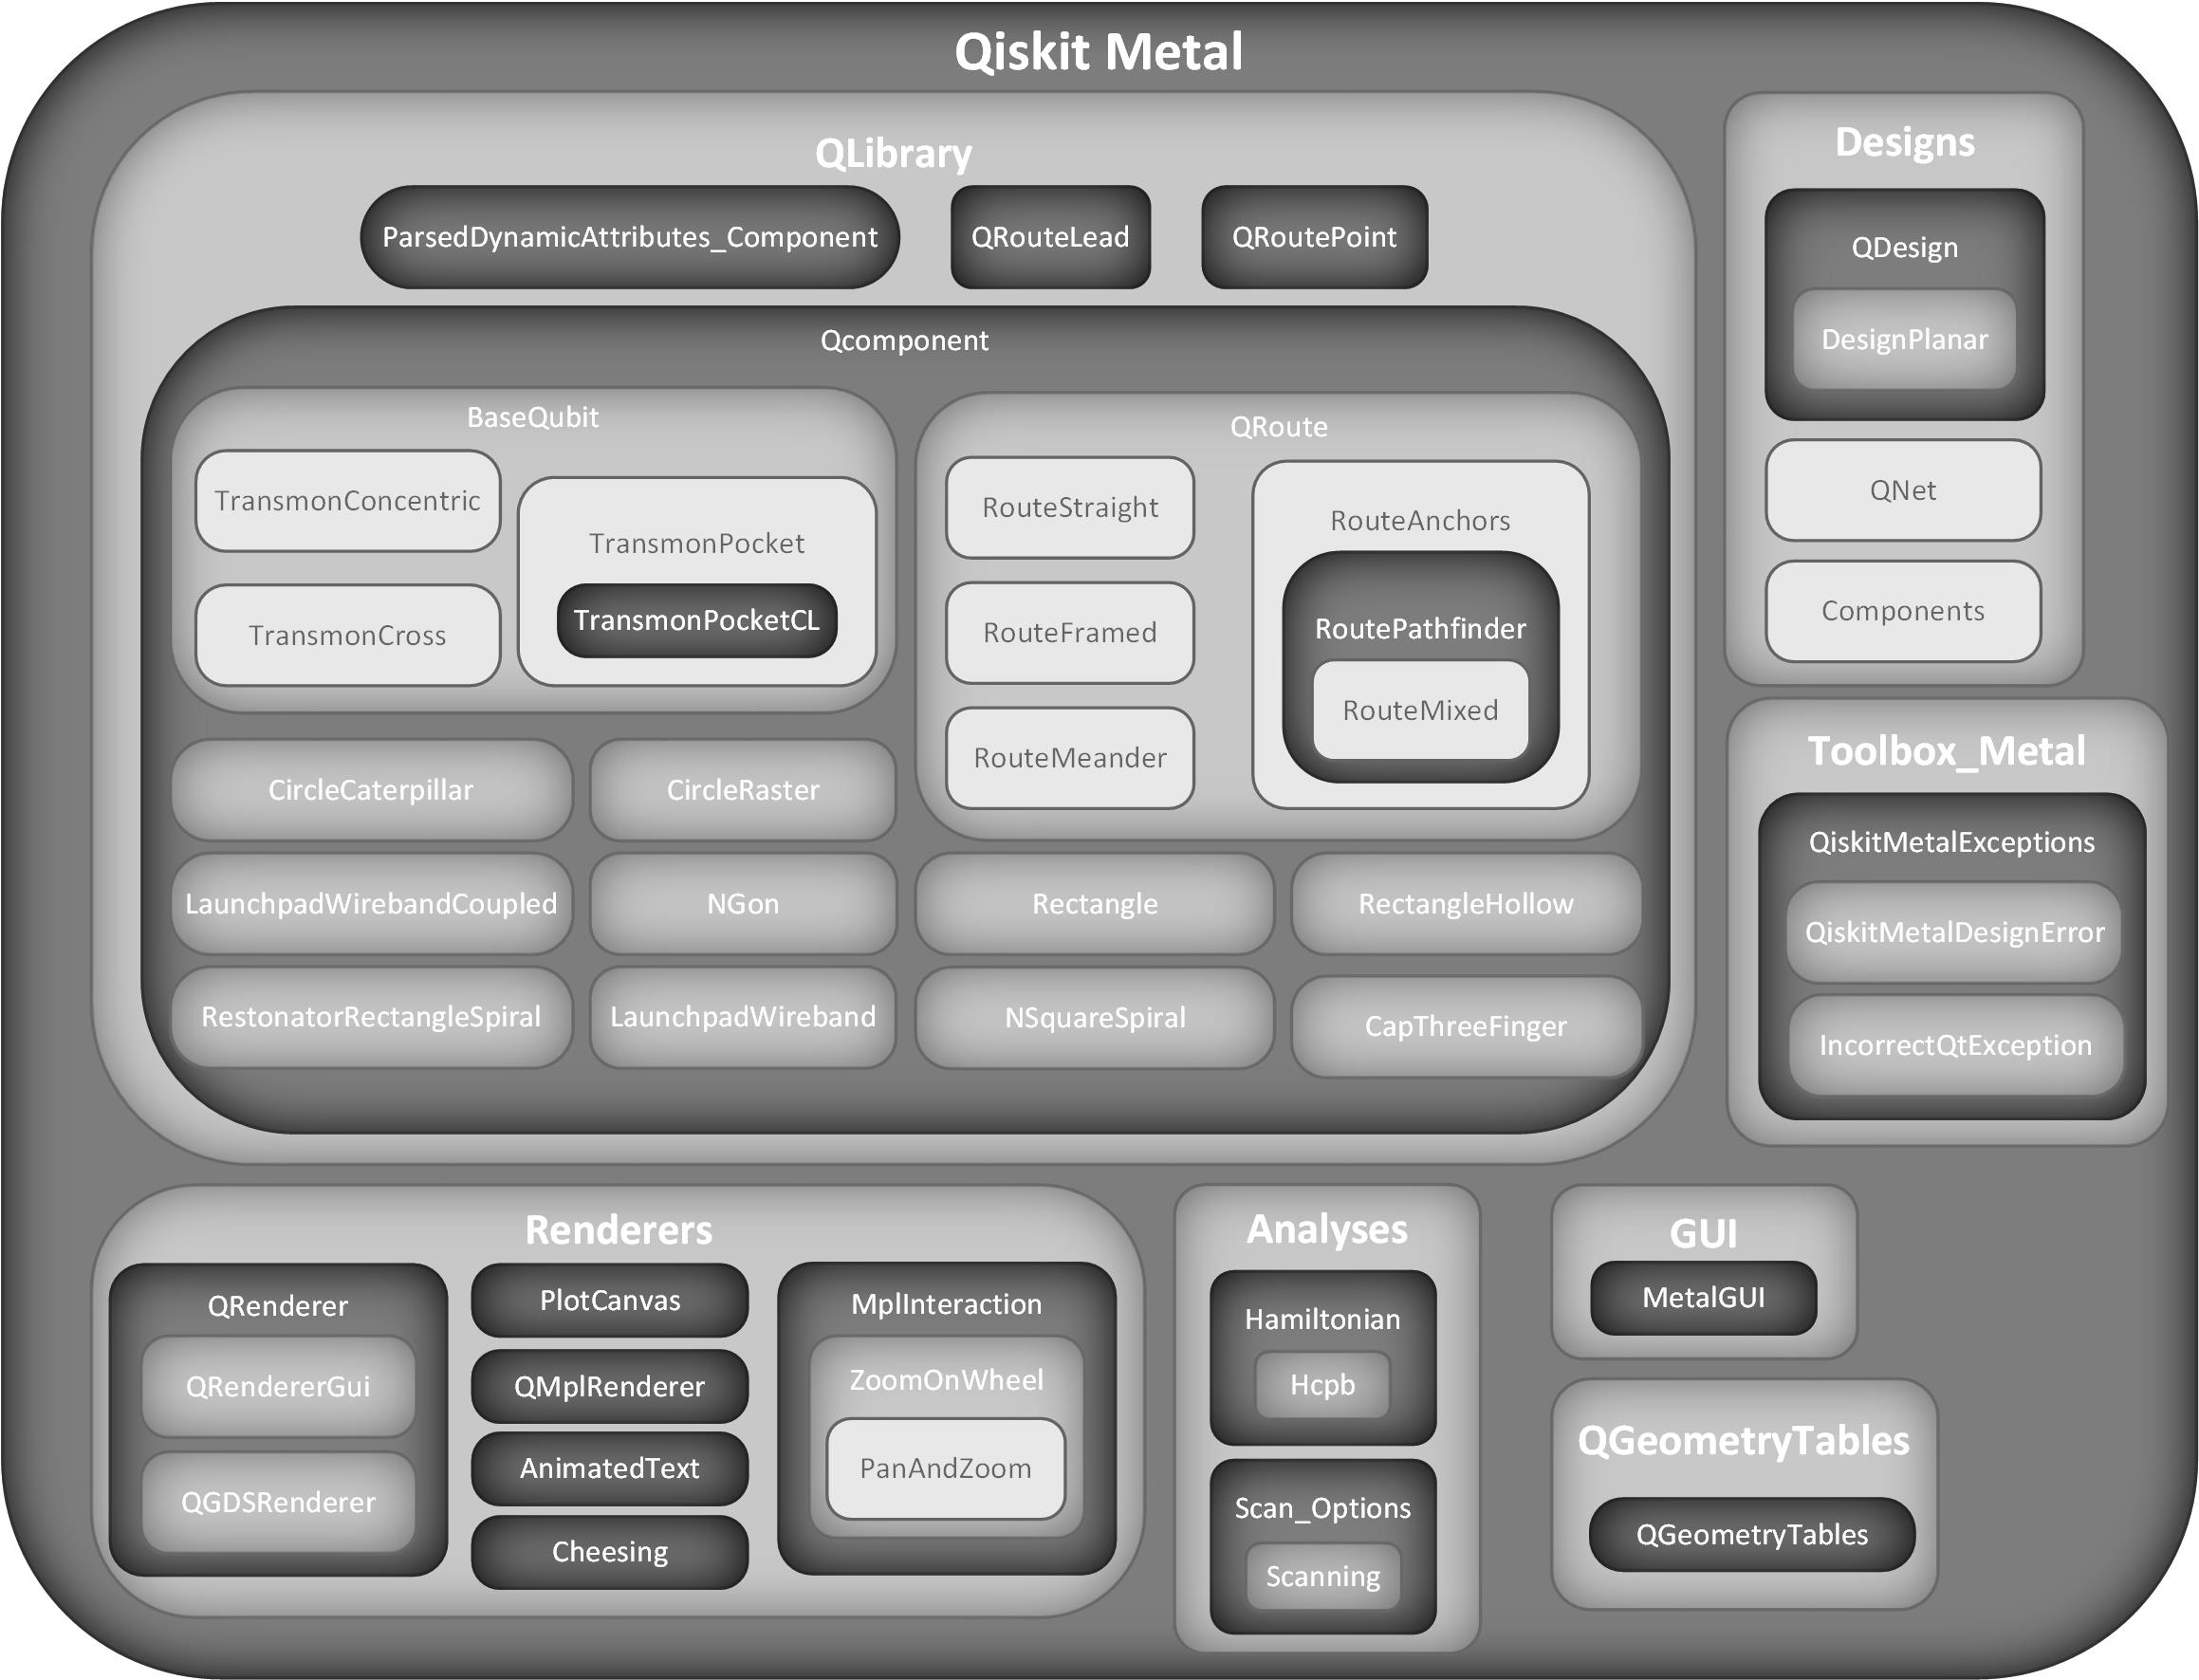 Qiskit Metal
QLibrary
ParsedDynamicAttributes_Component
QRouteLead
QRoutePoint
Qcomponent
BaseQubit
TransmonConcentric
TransmonCross
TransmonPocket
TransmonPocketCL
QRoute
RouteStraight
RouteFramed
RouteMeander
RouteAnchors
RoutePathfinder
RouteMixed
CircleCaterpillar
CircleRaster
LaunchpadWirebandCoupled
NGon
Rectangle
RectangleHollow
RestonatorRectangleSpiral
LaunchpadWireband
NSquareSpiral
CapThreeFinger
Designs
QDesign
DesignPlanar
QNet
Components
Toolbox_Metal
QiskitMetalExceptions
QiskitMetalDesignError
IncorrectQtException
Renderers
QRenderer
QRendererGui
QGDSRenderer
PlotCanvas
QMplRenderer
AnimatedText
Cheesing
MplInteraction
ZoomOnWheel
PanAndZoom
Analyses
Hamiltonian
Hcpb
Scan_Options
Scanning
GUI
MetalGUI
QGeometryTables
QGeometryTables